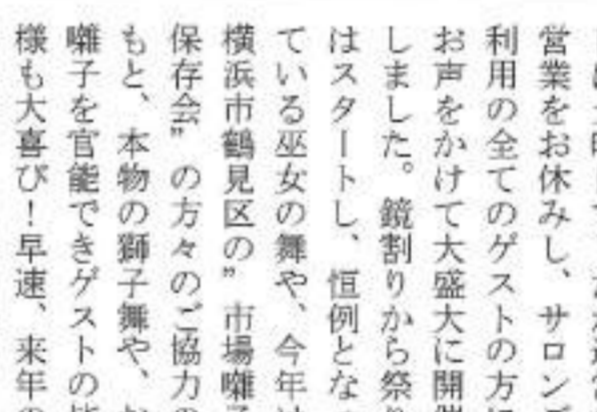 営業をお休みし、サロン
利用の全てのゲストの方
お声をかけて大盛大に開
しました。鏡割りから祭
はスタートし、恒例とな
ている巫女の舞や、今年
横浜市鶴見区の”市場囃子
保存会”の方々のご協力の
もと、本物の獅子舞や、お
囃子を官能できゲストの皆
様も大喜び！早速、来年の